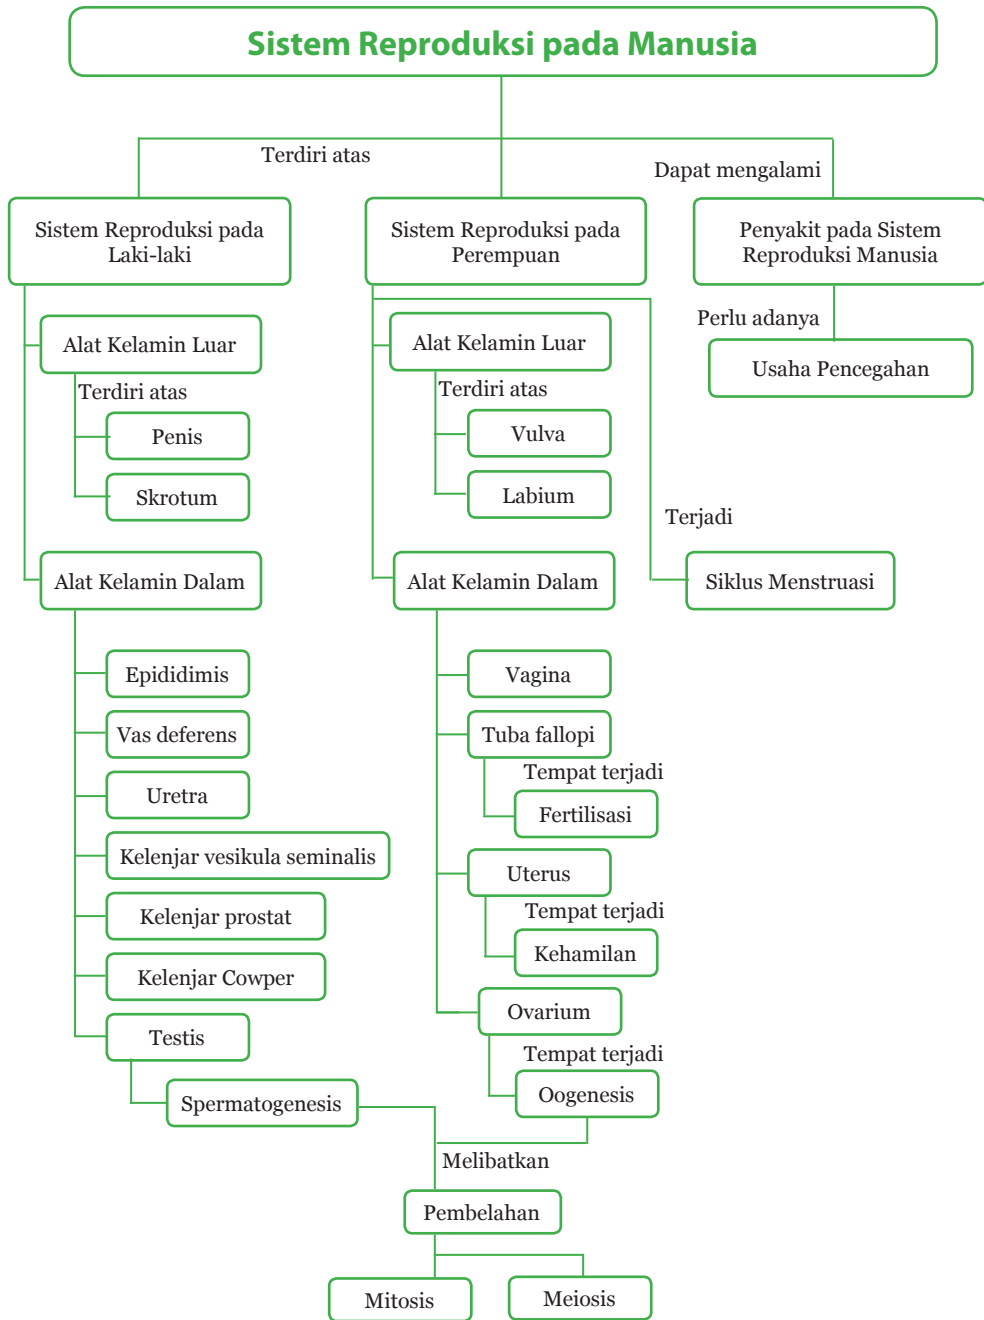 Sistem Reproduksi pada Manusia
Terdiri atas
Dapat mengalami
Sistem Reproduksi pada
Laki-laki
Sistem Reproduksi pada
Perempuan
Penyakit pada Sistem
Reproduksi Manusia
Perlu adanya
Usaha Pencegahan
Alat Kelamin Luar
Terdiri atas
Penis
Skrotum
Alat Kelamin Dalam
Epididimis
Vas deferens
Uretra
Kelenjar vesikula seminalis
Kelenjar prostat
Kelenjar Cowper
Testis
Spermatogenesis
Alat Kelamin Luar
Terdiri atas
Vulva
Labium
Alat Kelamin Dalam
Vagina
Tuba fallopi
Tempat terjadi
Fertilisasi
Uterus
Tempat terjadi
Kehamilan
Ovarium
Tempat terjadi
Oogenesis
Terjadi
Siklus Menstruasi
Melibatkan
Pembelahan
Mitosis
Meiosis